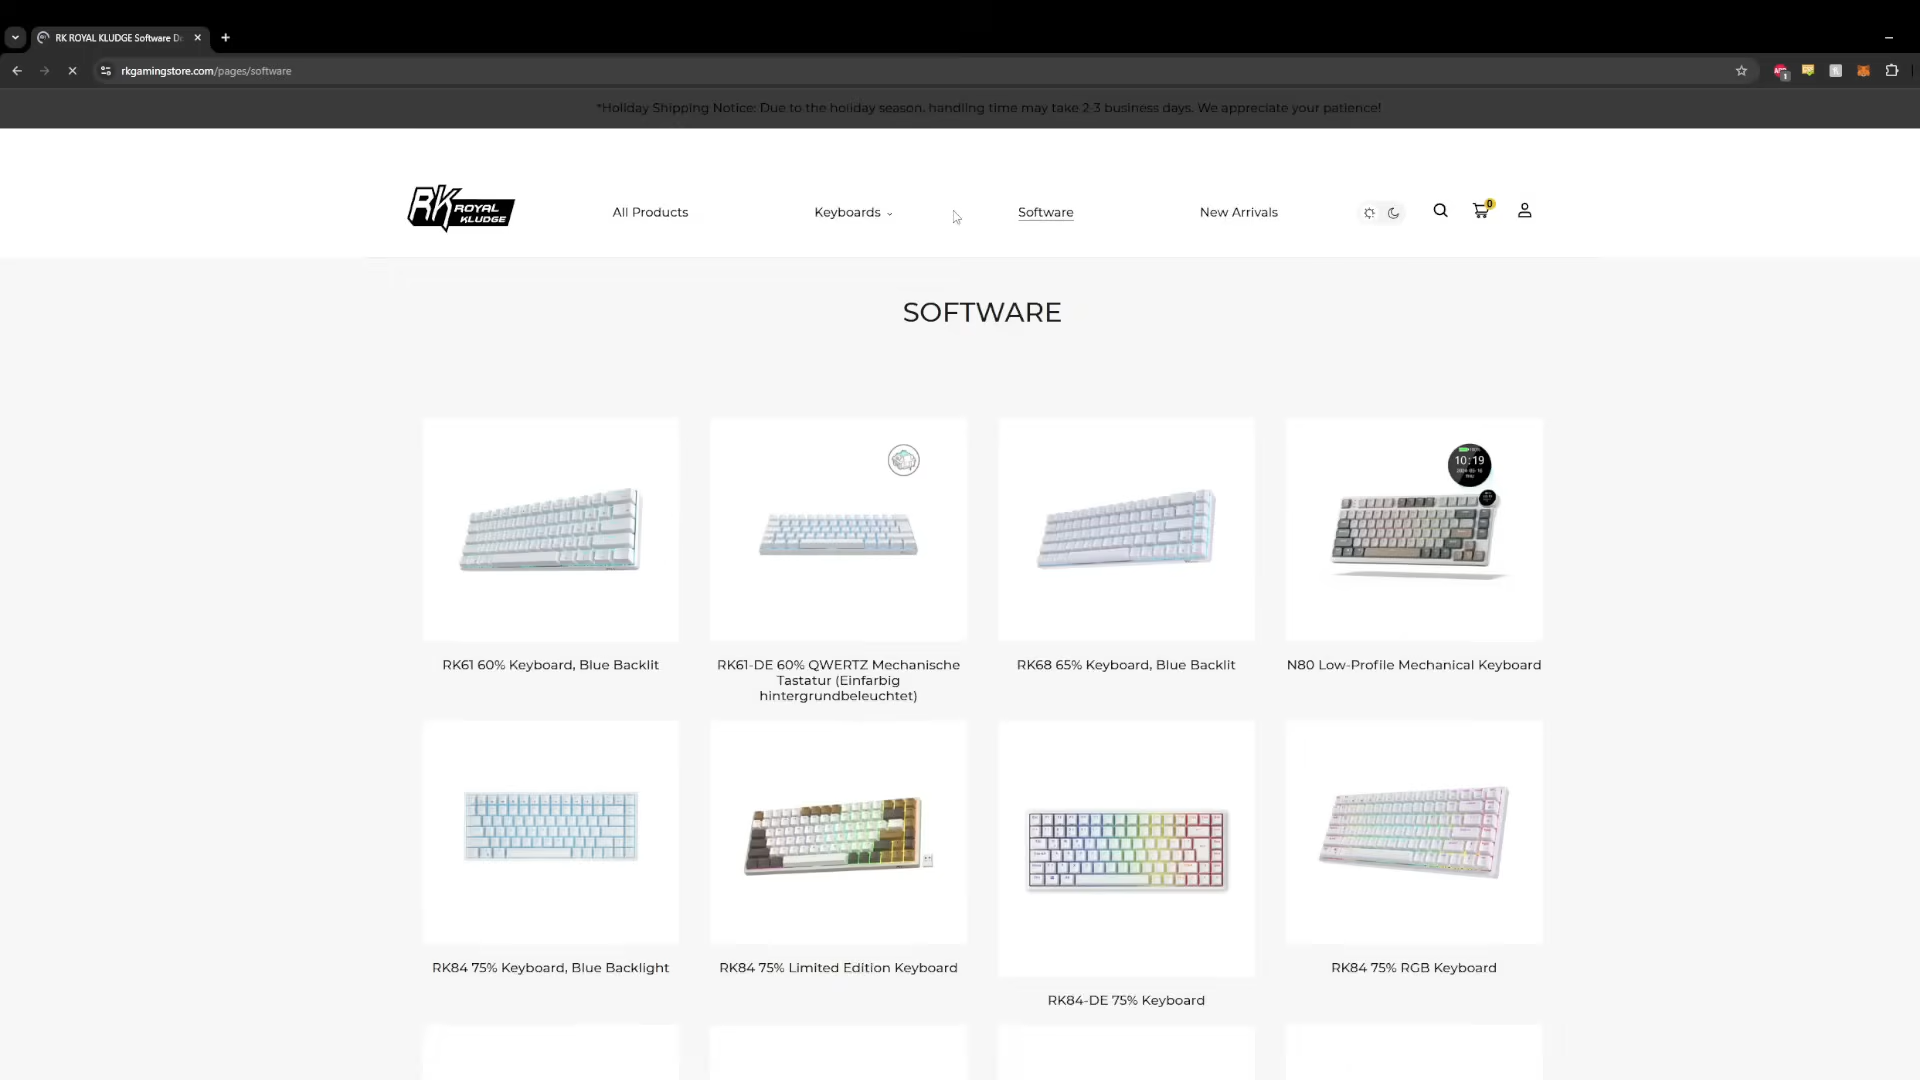 RK ROYAL KLUDGE Software D
rkgamingstore.com/pages/software
*Holiday Shipping Notice: Due to the holiday season, handling time may take 2-3 business days. We appreciate your patience!
RK ROYAL KLUDGE
All Products
Keyboards
Software
New Arrivals
0
SOFTWARE
10:19
RK61 60% Keyboard, Blue Backlit
RK61-DE 60% QWERTZ Mechanische
Tastatur (Einfarbig
hintergrundbeleuchtet)
RK68 65% Keyboard, Blue Backlit
N80 Low-Profile Mechanical Keyboard
RK84 75% Keyboard, Blue Backlight
RK84 75% Limited Edition Keyboard
RK84-DE 75% Keyboard
RK84 75% RGB Keyboard